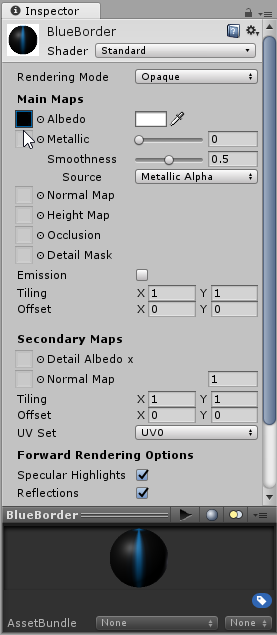 Inspector
BlueBorder
Shader Standard
Rendering Mode Opaque
Main Maps
Albedo
Metallic 0
Smoothness 0.5
Source Metallic Alpha
Normal Map
Height Map
Occlusion
Detail Mask
Emission
Tiling X 1 Y 1
Offset X 0 Y 0
Secondary Maps
Detail Albedo x
Normal Map 1
Tiling X 1 Y 1
Offset X 0 Y 0
UV Set UV0
Forward Rendering Options
Specular Highlights
Reflections
BlueBorder
AssetBundle None None